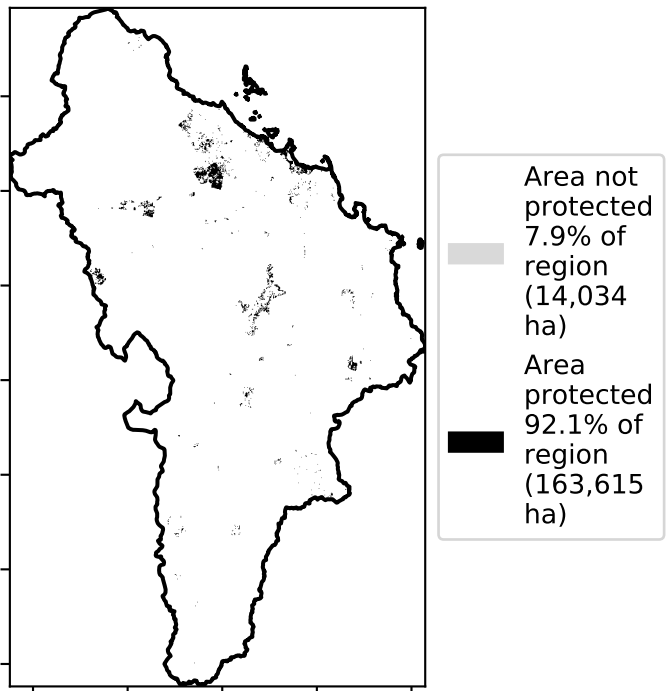 Area not
protected
7.9% of
region
(14,034
ha)
Area
protected
92.1% of
region
(163,615
ha)